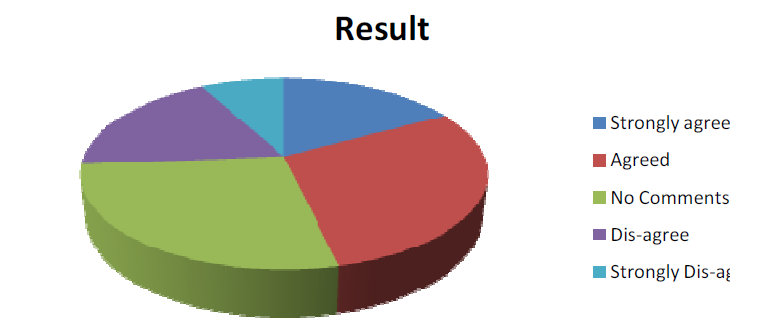 Result
Strongly agree
Agreed
No Comments
Dis-agree
Strongly Dis-ag